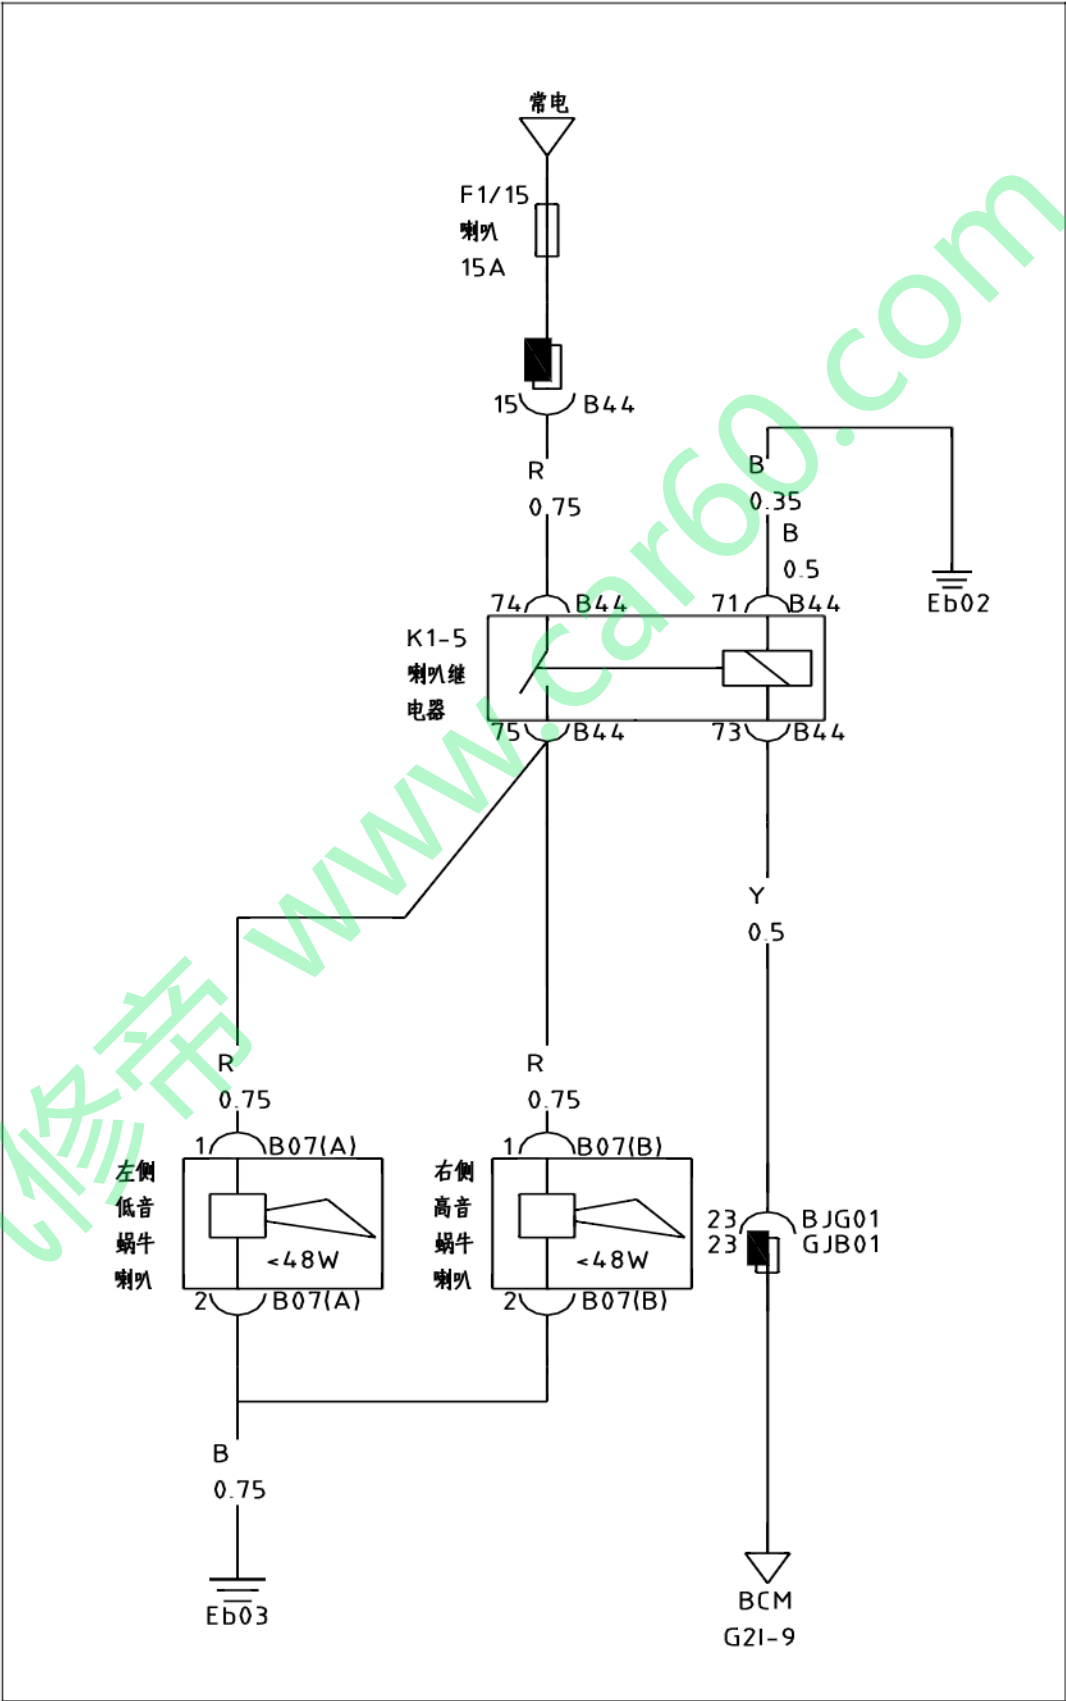 常电
F1/15
喇叭
15A
15 B44
R
0.75
B
0.35
B
0.5
Eb02
74 B44
71 B44
K1-5
喇叭继
电器
75 B44
73 B44
Y
0.5
R
0.75
R
0.75
1 B07(A)
左侧
低音
蜗牛
喇叭
<48W
2 B07(A)
1 B07(B)
右侧
高音
蜗牛
喇叭
<48W
2 B07(B)
23 BJG01
23 GJB01
B
0.75
Eb03
BCM
G2I-9
修帝 www.car60.com